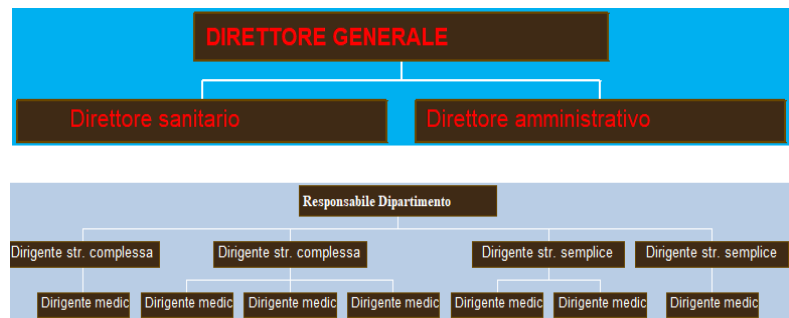 DIRETTORE GENERALE
Direttore sanitario Direttore amministrativo
Responsabile Dipartimento
Dirigente str. complessa Dirigente str. complessa Dirigente str. semplice Dirigente str. semplice
Dirigente medic Dirigente medic Dirigente medic Dirigente medic Dirigente medic Dirigente medic Dirigente medic